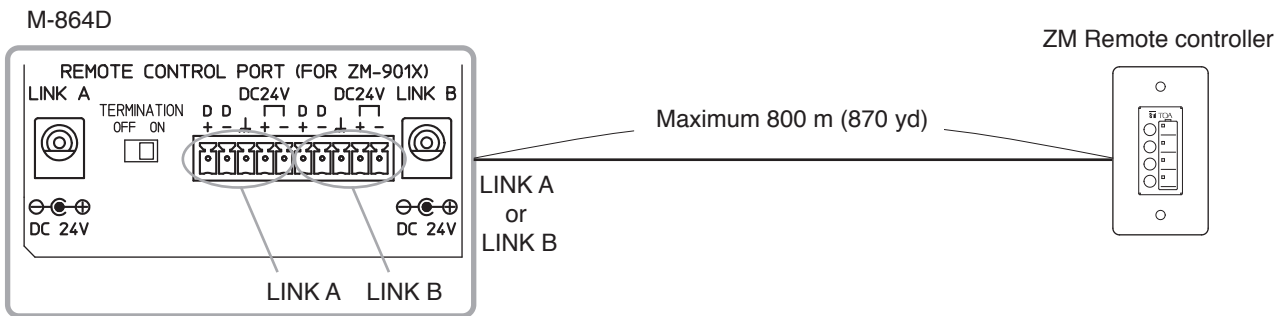 M-864D
ZM Remote controller
REMOTE CONTROL PORT (FOR ZM-901X)
LINK A
DC24V
DC24V
LINK B
TERMINATION
OFF ON
D D
+ - ⏊ + -
D D
+ - ⏊ + -
TOA
Maximum 800 m (870 yd)
LINK A
or
LINK B
DC 24V
DC 24V
LINK A
LINK B